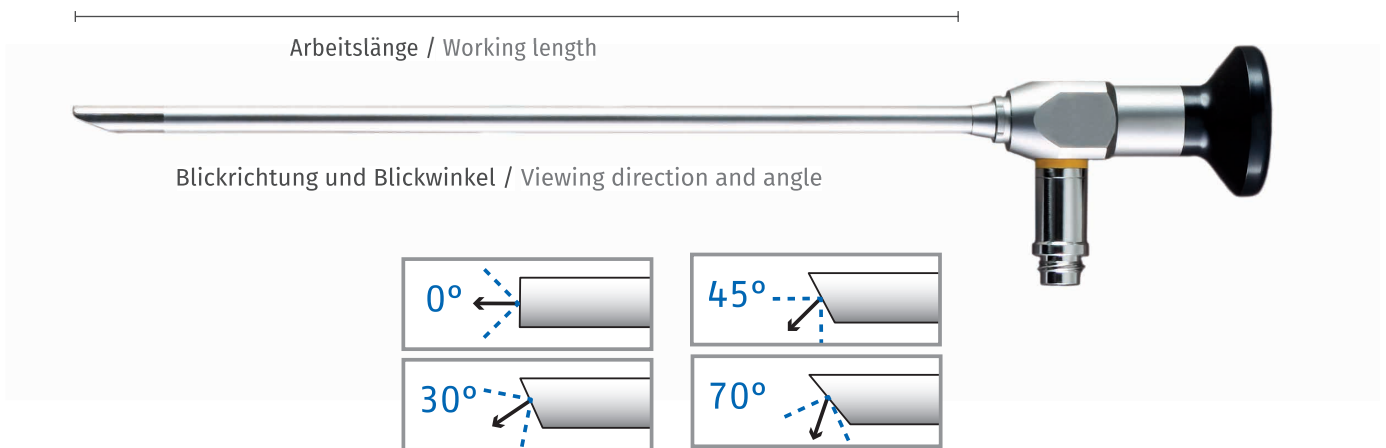 Arbeitslänge / Working length
Blickrichtung und Blickwinkel / Viewing direction and angle
0°
45°
30°
70°